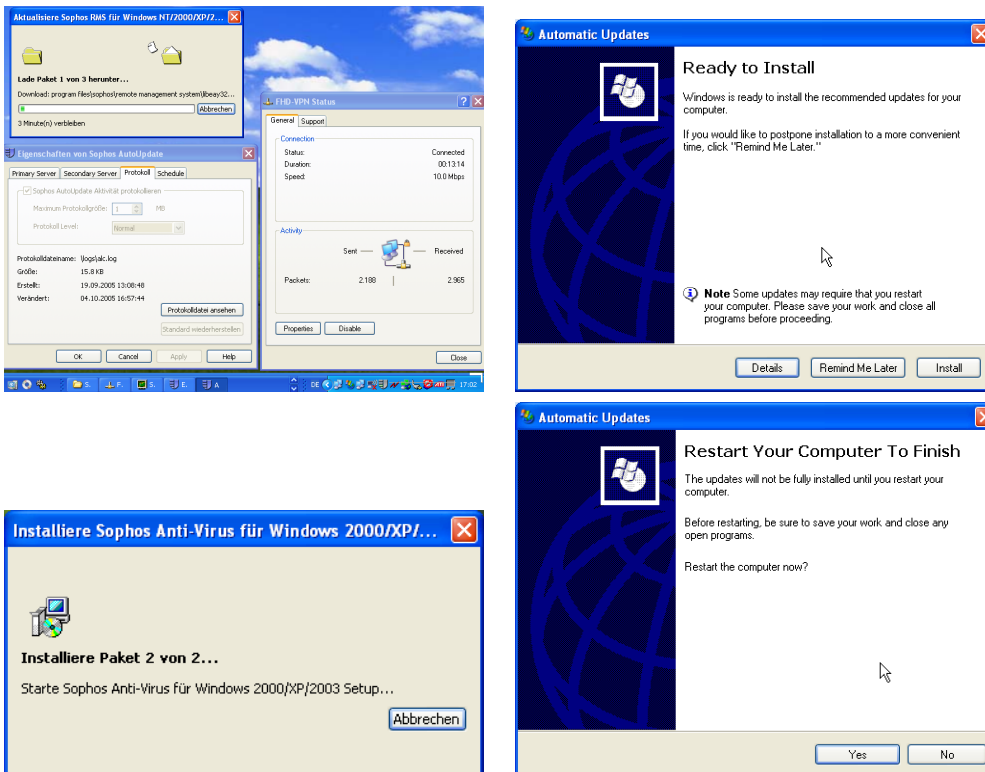 Aktualisiere Sophos RMS für Windows NT/2000/XP/2...
Lade Paket 1 von 3 herunter...
Download: program files\sophos\remote management system\libeay32...
Abbrechen
3 Minute(n) verbleiben
Eigenschaften von Sophos AutoUpdate
Primary Server Secondary Server Protokoll Schedule
Sophos AutoUpdate Aktivität protokollieren
Maximum Protokollgröße: 1 MB
Protokoll Level: Normal
Protokolldateiname: \logs\alc.log
Größe: 15.8 KB
Erstellt: 19.09.2005 13:08:48
Verändert: 04.10.2005 16:57:44
Protokolldatei ansehen
Standard wiederherstellen
OK Cancel Apply Help
FHD-VPN Status
General Support
Connection
Status: Connected
Duration: 00:13:14
Speed: 10.0 Mbps
Activity
Sent Received
Packets: 2.188 2.965
Properties Disable
Close
S. F. S. E. A DE 17:02
Automatic Updates
Ready to Install
Windows is ready to install the recommended updates for your
computer.
If you would like to postpone installation to a more convenient
time, click "Remind Me Later."
Note Some updates may require that you restart
your computer. Please save your work and close all
programs before proceeding.
Details Remind Me Later Install
Installiere Sophos Anti-Virus für Windows 2000/XP/...
Installiere Paket 2 von 2...
Starte Sophos Anti-Virus für Windows 2000/XP/2003 Setup...
Abbrechen
Automatic Updates
Restart Your Computer To Finish
The updates will not be fully installed until you restart your
computer.
Before restarting, be sure to save your work and close any
open programs.
Restart the computer now?
Yes No